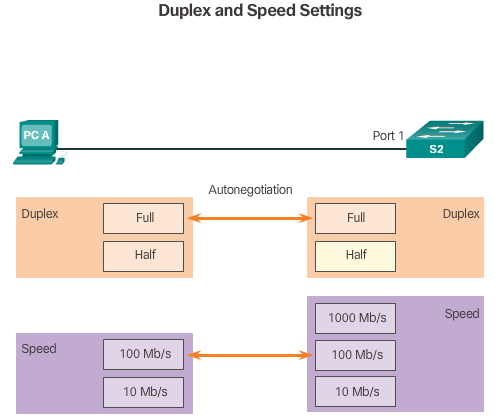 Duplex and Speed Settings
PC A
Port 1
S2
Autonegotiation
Duplex
Full
Half
Full
Duplex
Half
Speed
100 Mb/s
10 Mb/s
1000 Mb/s
Speed
100 Mb/s
10 Mb/s